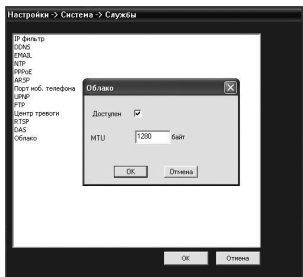 Настройки -> Система -> Службы
IP фильтр
DDNS
EMAIL
NTP
PPPoE
ARSP
Порт моб. телефона
UPNP
FTP
Центр тревоги
RTSP
DAS
Облако
Облако
Доступен
MTU 1280 байт
OK Отмена
OK Отмена